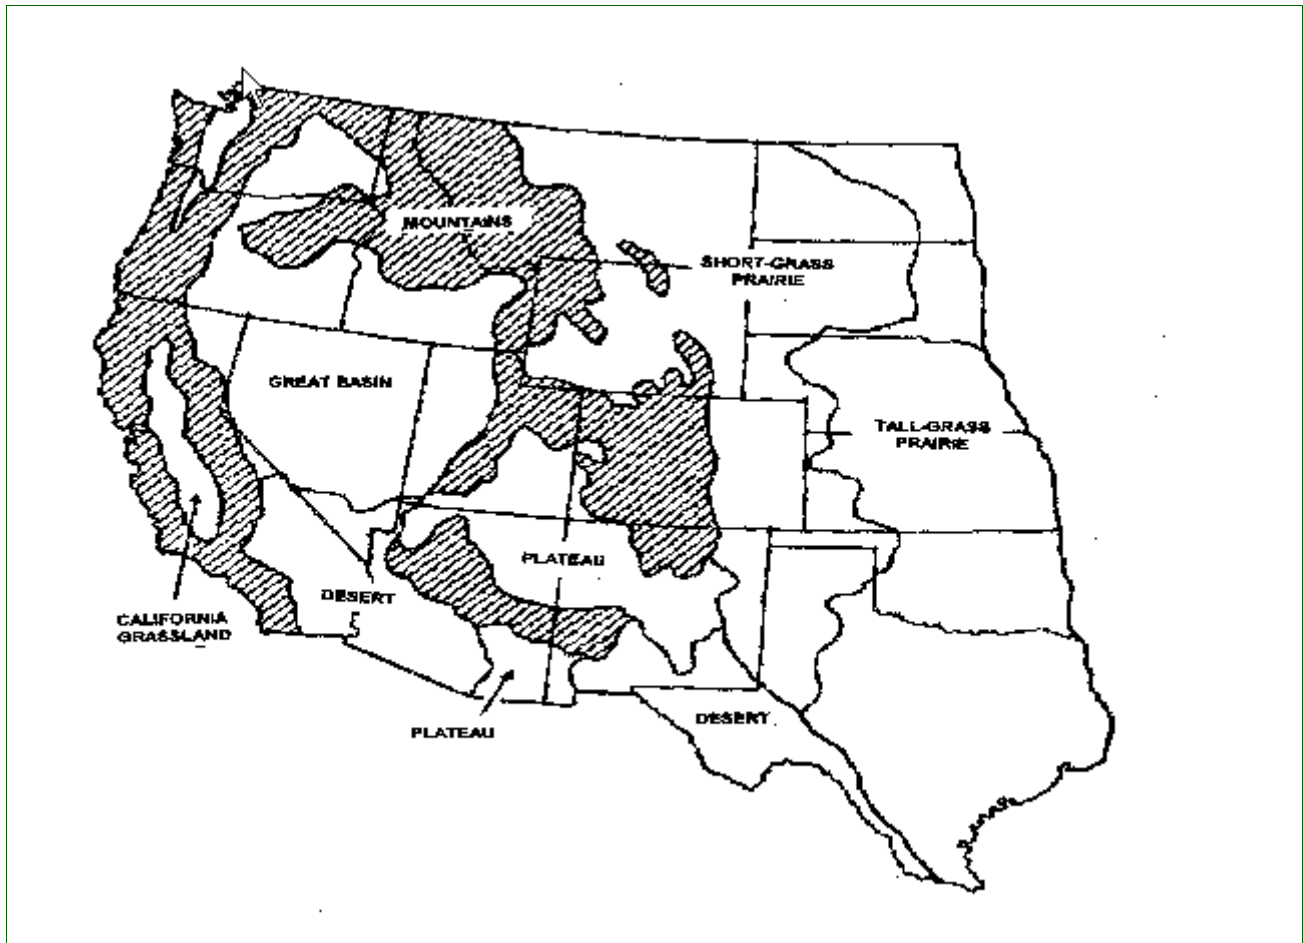 MOUNTAINS
SHORT-GRASS
PRAIRIE
GREAT BASIN
TALL-GRASS
PRAIRIE
PLATEAU
DESERT
CALIFORNIA
GRASSLAND
DESERT
PLATEAU